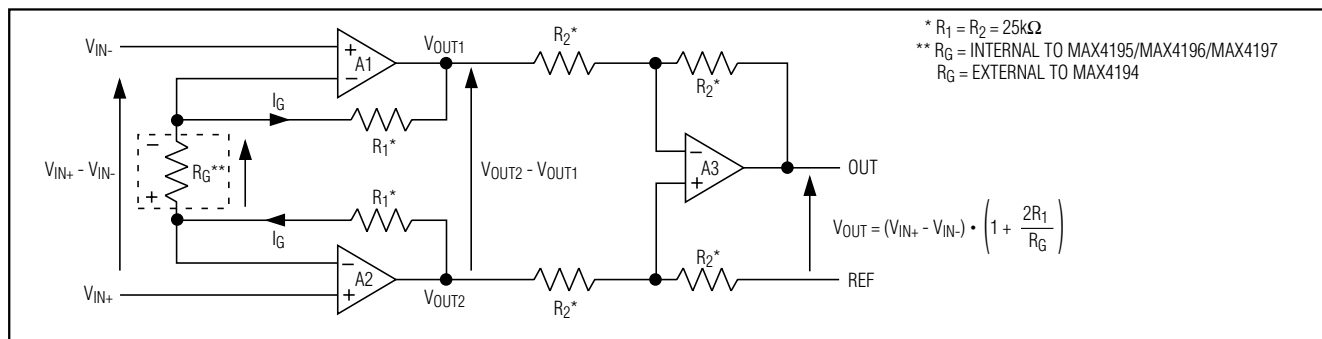 * R1 = R2 = 25kΩ
** RG = INTERNAL TO MAX4195/MAX4196/MAX4197
RG = EXTERNAL TO MAX4194
VIN-
+
A1
−
VOUT1
R2*
R2*
IG
R1*
VIN+ - VIN-
−
RG**
+
VOUT2 - VOUT1
−
A3
+
OUT
R1*
IG
VOUT = (VIN+ - VIN-) • (1 + 2R1/RG)
−
A2
+
VIN+
VOUT2
R2*
R2*
REF